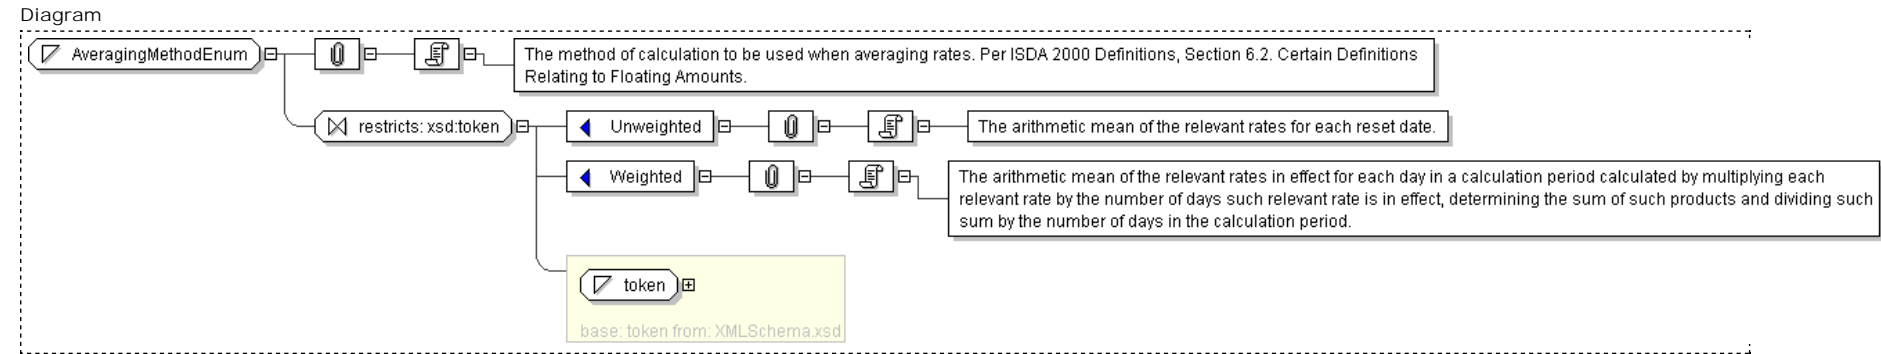 Diagram
AveragingMethodEnum
The method of calculation to be used when averaging rates. Per ISDA 2000 Definitions, Section 6.2. Certain Definitions
Relating to Floating Amounts.
restricts: xsd:token
Unweighted
The arithmetic mean of the relevant rates for each reset date.
Weighted
The arithmetic mean of the relevant rates in effect for each day in a calculation period calculated by multiplying each
relevant rate by the number of days such relevant rate is in effect, determining the sum of such products and dividing such
sum by the number of days in the calculation period.
token
base: token from: XMLSchema.xsd